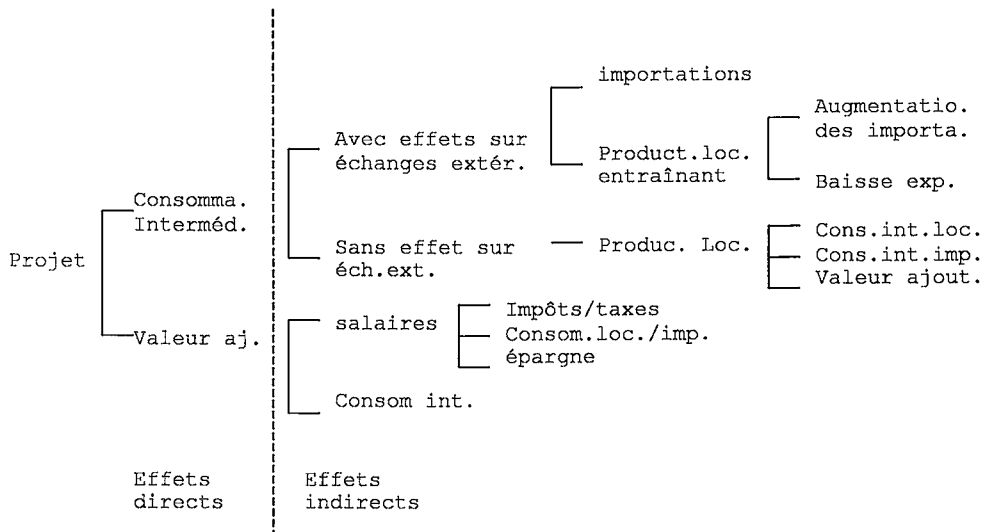 importations
Augmentatio.
des importa.
Avec effets sur
échanges extér.
Product.loc.
entraînant
Baisse exp.
Consomma.
Interméd.
Cons.int.loc.
Sans effet sur
éch.ext.
Produc. Loc.
Cons.int.imp.
Projet
Valeur ajout.
Impôts/taxes
salaires
Valeur aj.
Consom.loc./imp.
épargne
Consom int.
Effets
directs
Effets
indirects